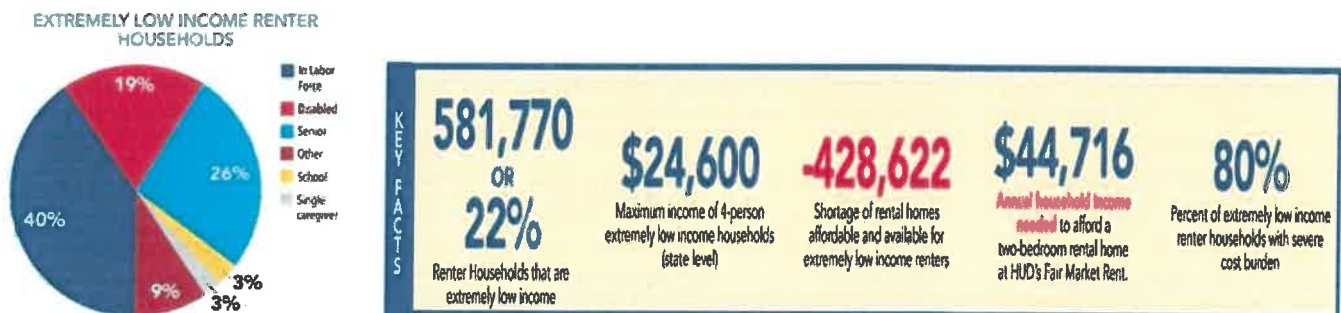 EXTREMELY LOW INCOME RENTER
HOUSEHOLDS
19%
26%
40%
9%
3%
3%
In Labor
Force
Disabled
Senior
Other
School
Single
caregiver
KEY FACTS
581,770
OR
22%
Renter Households that are
extremely low income
$24,600
Maximum income of 4-person
extremely low income households
(state level)
-428,622
Shortage of rental homes
affordable and available for
extremely low income renters
$44,716
Annual household income
needed to afford a
two-bedroom rental home
at HUD's Fair Market Rent.
80%
Percent of extremely low income
renter households with severe
cost burden